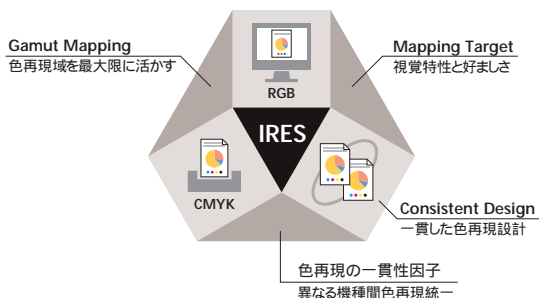 Gamut Mapping
色再現域を最大限に活かす
Mapping Target
視覚特性と好ましさ
RGB
IRES
CMYK
Consistent Design
一貫した色再現設計
色再現の一貫性因子
異なる機種間色再現統一